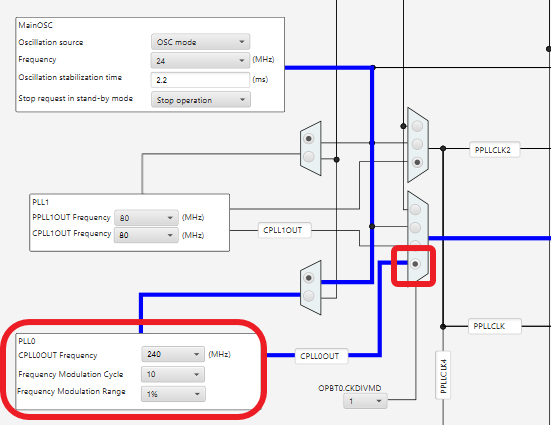 MainOSC
Oscillation source OSC mode
Frequency 24 (MHz)
Oscillation stabilization time 2.2 (ms)
Stop request in stand-by mode Stop operation
PPLLCLK2
PLL1
PPLL1OUT Frequency 80 (MHz)
CPLL1OUT Frequency 80 (MHz)
CPLL1OUT
PLL0
CPLL0OUT Frequency 240 (MHz)
Frequency Modulation Cycle 10
Frequency Modulation Range 1%
CPLL0OUT
PPLLCLK
PPLLCLK4
OPBT0.CKDIVMD
1